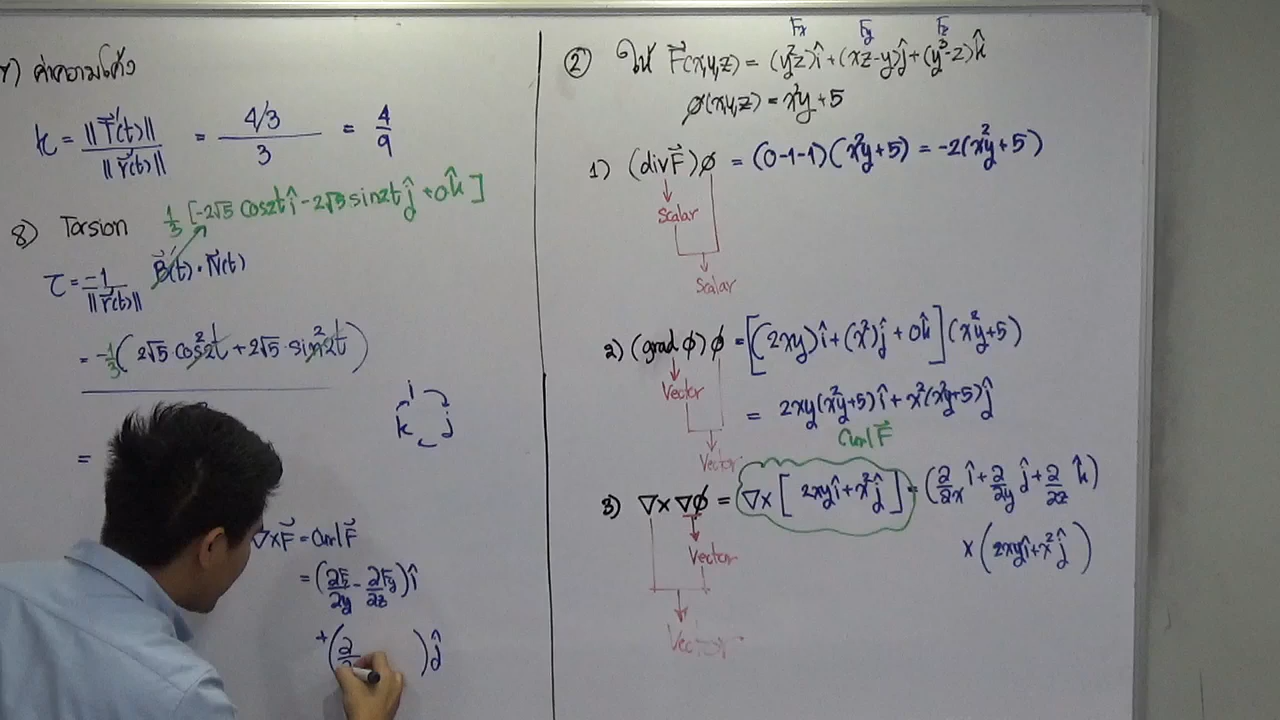 7) ค่าความโค้ง
K = ||T⃗'(t)|| / ||r⃗'(t)|| = 4/3 / 3 = 4/9
1/3 [-2√5 cos2t î - 2√5 sin2t ĵ + 0k̂]
8) Torsion
τ = -1/||r⃗'(t)|| B⃗'(t) · N⃗(t)
= -1/3 (2√5 cos²2t + 2√5 sin²2t)
i
k j
=
∇×F⃗ = Curl F⃗
= (∂Fz/∂y - ∂Fy/∂z) î
+ (∂ ) ĵ
Fx Fy Fz
② ให้ F⃗(x,y,z) = (y²z)î + (xz-y)ĵ + (y³-z)k̂
ø(x,y,z) = x²y + 5
1) (div F⃗)ø = (0-1-1)(x²y+5) = -2(x²y+5)
Scalar
Scalar
2) (grad ø)ø = [(2xy)î + (x²)ĵ + 0k̂](x²y+5)
Vector
= 2xy(x²y+5)î + x²(x²y+5)ĵ
Curl F⃗
Vector
3) ∇×∇ø = ∇×[2xyî + x²ĵ] = (∂/∂x î + ∂/∂y ĵ + ∂/∂z k̂)
Vector
×(2xyî + x²ĵ)
Vector